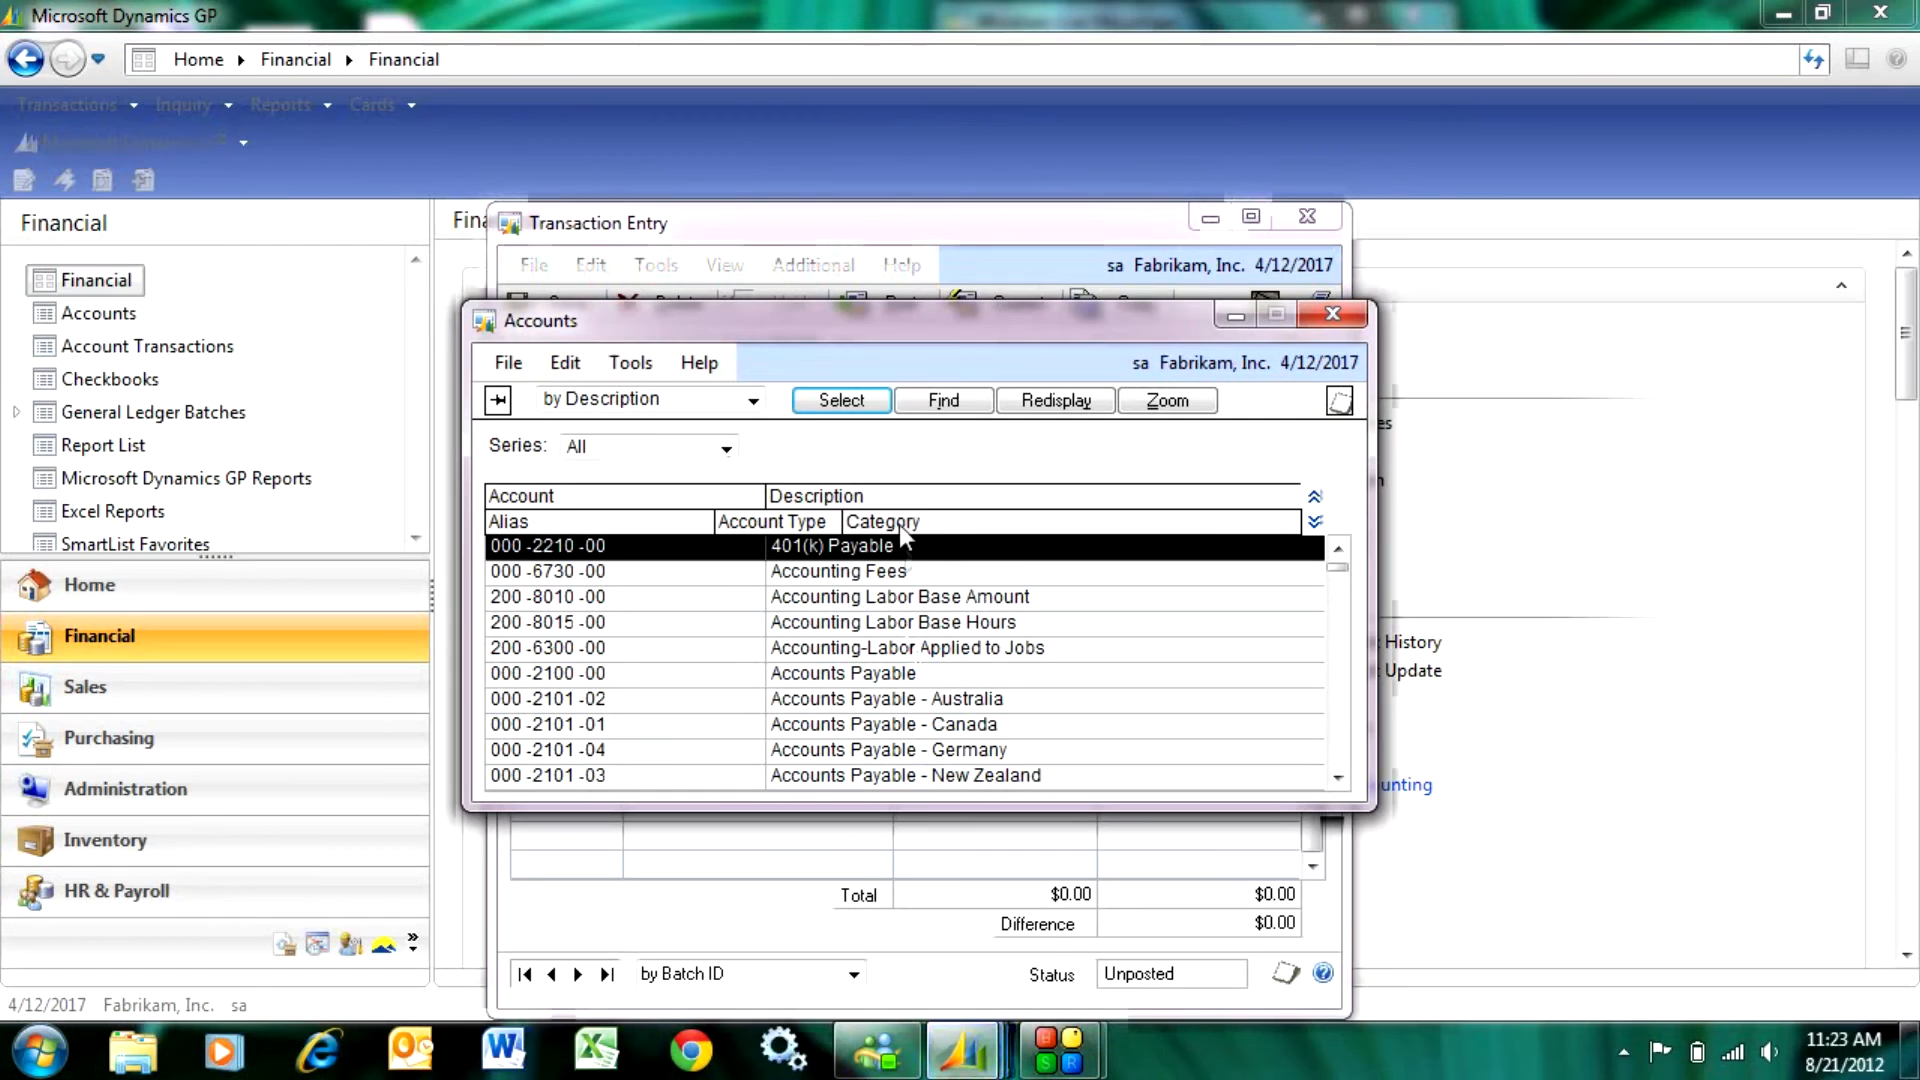 Microsoft Dynamics GP
Home Financial Financial
Transactions Inquiry Reports Cards
Financial
Financial
Accounts
Account Transactions
Checkbooks
General Ledger Batches
Report List
Microsoft Dynamics GP Reports
Excel Reports
SmartList Favorites
Home
Financial
Sales
Purchasing
Administration
Inventory
HR & Payroll
4/12/2017 Fabrikam, Inc. sa
Fina
Transaction Entry
File Edit Tools View Additional Help
sa Fabrikam, Inc. 4/12/2017
Accounts
File Edit Tools Help
sa Fabrikam, Inc. 4/12/2017
by Description Select Find Redisplay Zoom
Series: All
Account Description
Alias Account Type Category
000 -2210 -00 401(k) Payable
000 -6730 -00 Accounting Fees
200 -8010 -00 Accounting Labor Base Amount
200 -8015 -00 Accounting Labor Base Hours
200 -6300 -00 Accounting-Labor Applied to Jobs
000 -2100 -00 Accounts Payable
000 -2101 -02 Accounts Payable - Australia
000 -2101 -01 Accounts Payable - Canada
000 -2101 -04 Accounts Payable - Germany
000 -2101 -03 Accounts Payable - New Zealand
Total $0.00 $0.00
Difference $0.00
by Batch ID Status Unposted
es
n
History
Update
unting
11:23 AM
8/21/2012